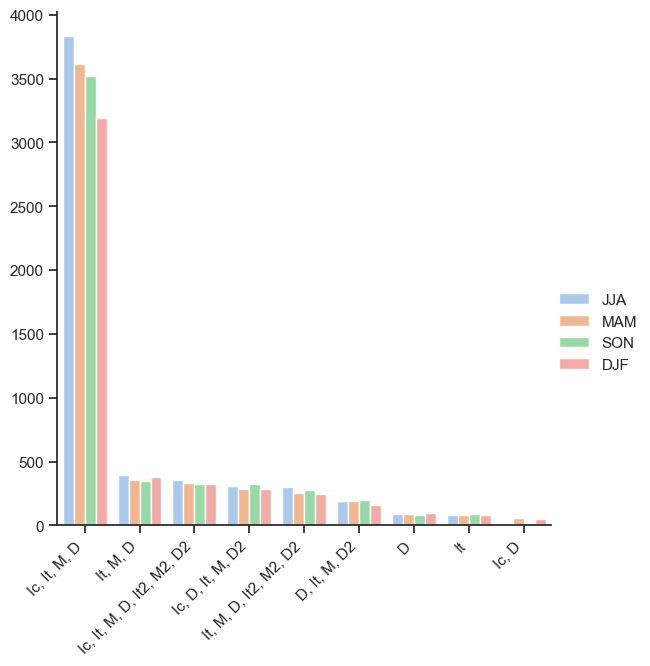 4000
3500
3000
2500
2000
1500
1000
500
0
JJA
MAM
SON
DJF
Ic, It, M, D
It, M, D
Ic, It, M, D, It2, M2, D2
Ic, D, It, M, D2
It, M, D, It2, M2, D2
D, It, M, D2
D
It
Ic, D